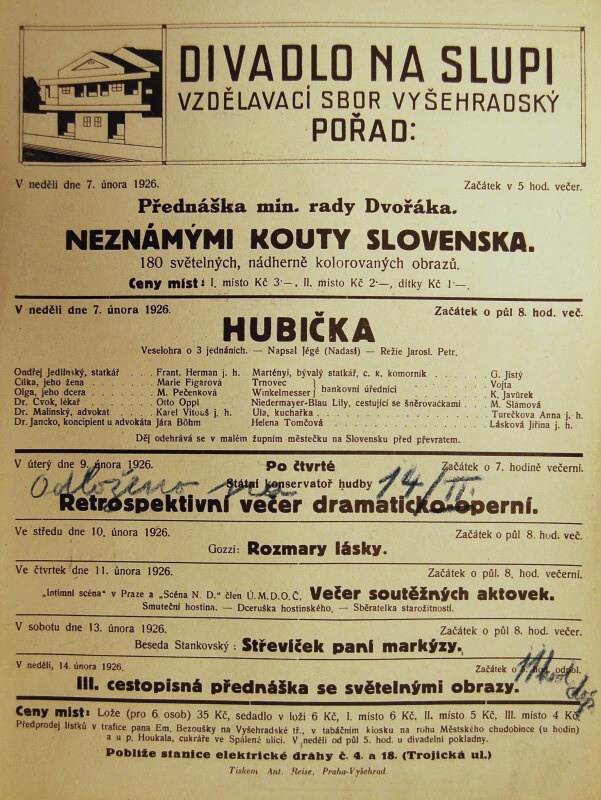 DIVADLO NA SLUPI
VZDĚLAVACÍ SBOR VYŠEHRADSKÝ
POŘAD:
V neděli dne 7. února 1926. Začátek v 5 hod. večer.
Přednáška min. rady Dvořáka.
NEZNÁMÝMI KOUTY SLOVENSKA.
180 světelných, nádherně kolorovaných obrazů.
Ceny míst: I. místo Kč 3·—, II. místo Kč 2·—, dítky Kč 1·—.
V neděli dne 7. února 1926. Začátek o půl 8. hod. več.
HUBIČKA
Veselohra o 3 jednáních. — Napsal Jégé (Nadasi) — Režie Jarosl. Petr.
Ondřej Jedlinský, statkář . . . . Frant. Herman j. h. Martényi, bývalý statkář, c. k. komorník . . G. Jistý
Cilka, jeho žena . . . . Marie Figarová Trnovec } bankovní úředníci . . . . Vojta
Olga, jeho dcera . . . . M. Pečenková Winkelmesser } K. Javůrek
Dr. Cvok, lékař . . . . Otto Oppl Niedermayer-Blau Lily, cestující se šněrovačkami . . M. Slámová
Dr. Malinský, advokat . . . . Karel Vitouš j. h. Ula, kuchařka . . . . Turečkova Anna j. h.
Dr. Jancko, koncipient u advokáta Jára Böhm Helena Tomčová . . . . Lásková Jiřina j. h.
Děj odehrává se v malém župním městečku na Slovensku před převratem.
V úterý dne 9. února 1926. Po čtvrté Začátek o 7. hodině večerní.
Odloženo na 14/II.
Státní konservatoř hudby
Retrospektivní večer dramaticko-operní.
Ve středu dne 10. února 1926. Začátek o půl 8. hod. več.
Gozzi: Rozmary lásky.
Ve čtvrtek dne 11. února 1926. Začátek o půl. 8. hod. večerní.
„Intimní scéna“ v Praze a „Scéna N. D.“ člen Ú.M.D.O.Č. Večer soutěžných aktovek.
Smuteční hostina. — Dceruška hostinského. — Sběratelka starožitností.
V sobotu dne 13. února 1926. Začátek o půl 8. hod. večer.
Beseda Stankovský: Střevíček paní markýzy.
V neděli, 14. února 1926. Začátek o hod. odpol.
11 hod dop.
III. cestopisná přednáška se světelnými obrazy.
Ceny míst: Lože (pro 6 osob) 35 Kč, sedadlo v loži 6 Kč, I. místo 6 Kč, II. místo 5 Kč, III. místo 4 Kč.
Předprodej lístků v trafice pana Em. Bezoušky na Vyšehradské tř., v tabáčním kiosku na rohu Městského chudobince (u hodin)
a u p. Houkala, cukráře ve Spálené ulici. V neděli od půl 5. hod. u divadelní pokladny.
Poblíže stanice elektrické dráhy č. 4. a 18. (Trojická ul.)
Tiskem Ant. Reise, Praha-Vyšehrad.